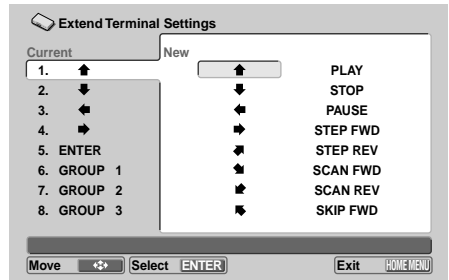 Extend Terminal Settings
Current New
1. ↑ ↑ PLAY
2. ↓ ↓ STOP
3. ← ← PAUSE
4. → → STEP FWD
5. ENTER ↗ STEP REV
6. GROUP 1 ↘ SCAN FWD
7. GROUP 2 ↙ SCAN REV
8. GROUP 3 ↖ SKIP FWD
Move Select ENTER Exit HOME MENU